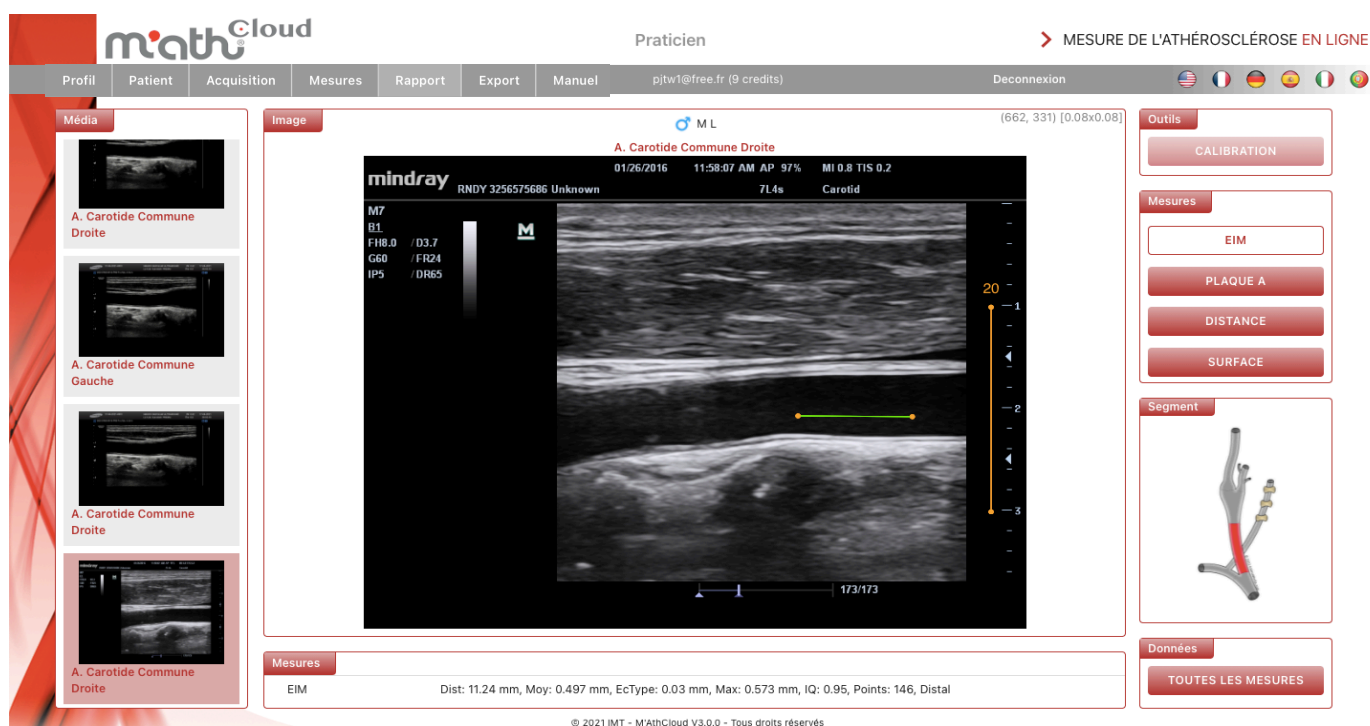 m'ath Cloud
Praticien
MESURE DE L'ATHÉROSCLÉROSE EN LIGNE
Profil Patient Acquisition Mesures Rapport Export Manuel pjtw1@free.fr (9 credits) Deconnexion
Média
A. Carotide Commune
Droite
A. Carotide Commune
Gauche
A. Carotide Commune
Droite
A. Carotide Commune
Droite
Image
M L
(662, 331) [0.08x0.08]
A. Carotide Commune Droite
mindray
01/26/2016 11:58:07 AM AP 97% MI 0.8 TIS 0.2
RNDY 3256575686 Unknown 7L4s Carotid
M7
B1
FH8.0 / D3.7
G60 / FR24
IP5 / DR65
M
20
1
2
3
173/173
Mesures
EIM Dist: 11.24 mm, Moy: 0.497 mm, EcType: 0.03 mm, Max: 0.573 mm, IQ: 0.95, Points: 146, Distal
Outils
CALIBRATION
Mesures
EIM
PLAQUE A
DISTANCE
SURFACE
Segment
Données
TOUTES LES MESURES
© 2021 IMT - M'AthCloud V3.0.0 - Tous droits réservés